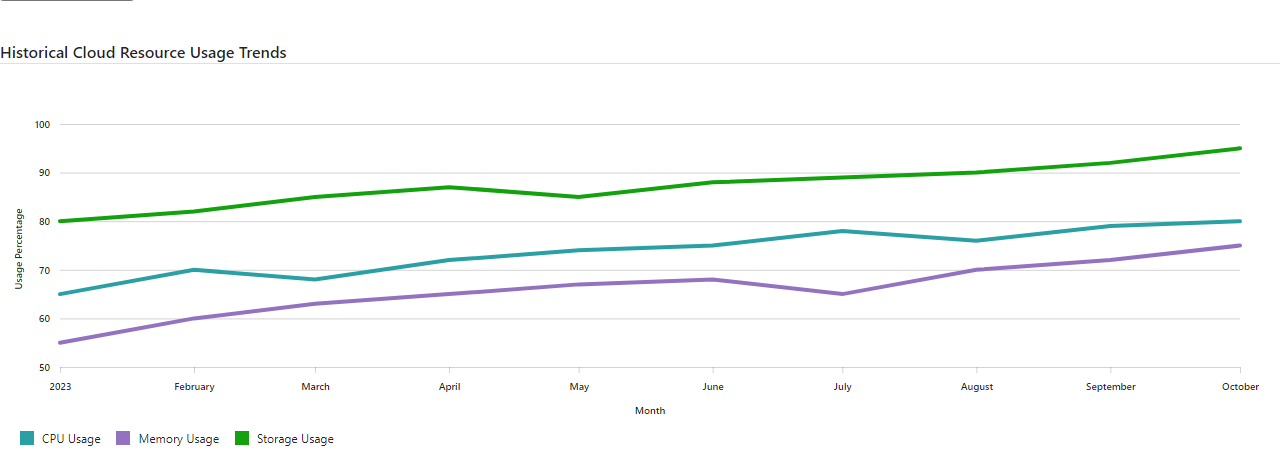 Historical Cloud Resource Usage Trends
100
90
80
70
60
50
Usage Percentage
2023 February March April May June July August September October
Month
CPU Usage Memory Usage Storage Usage